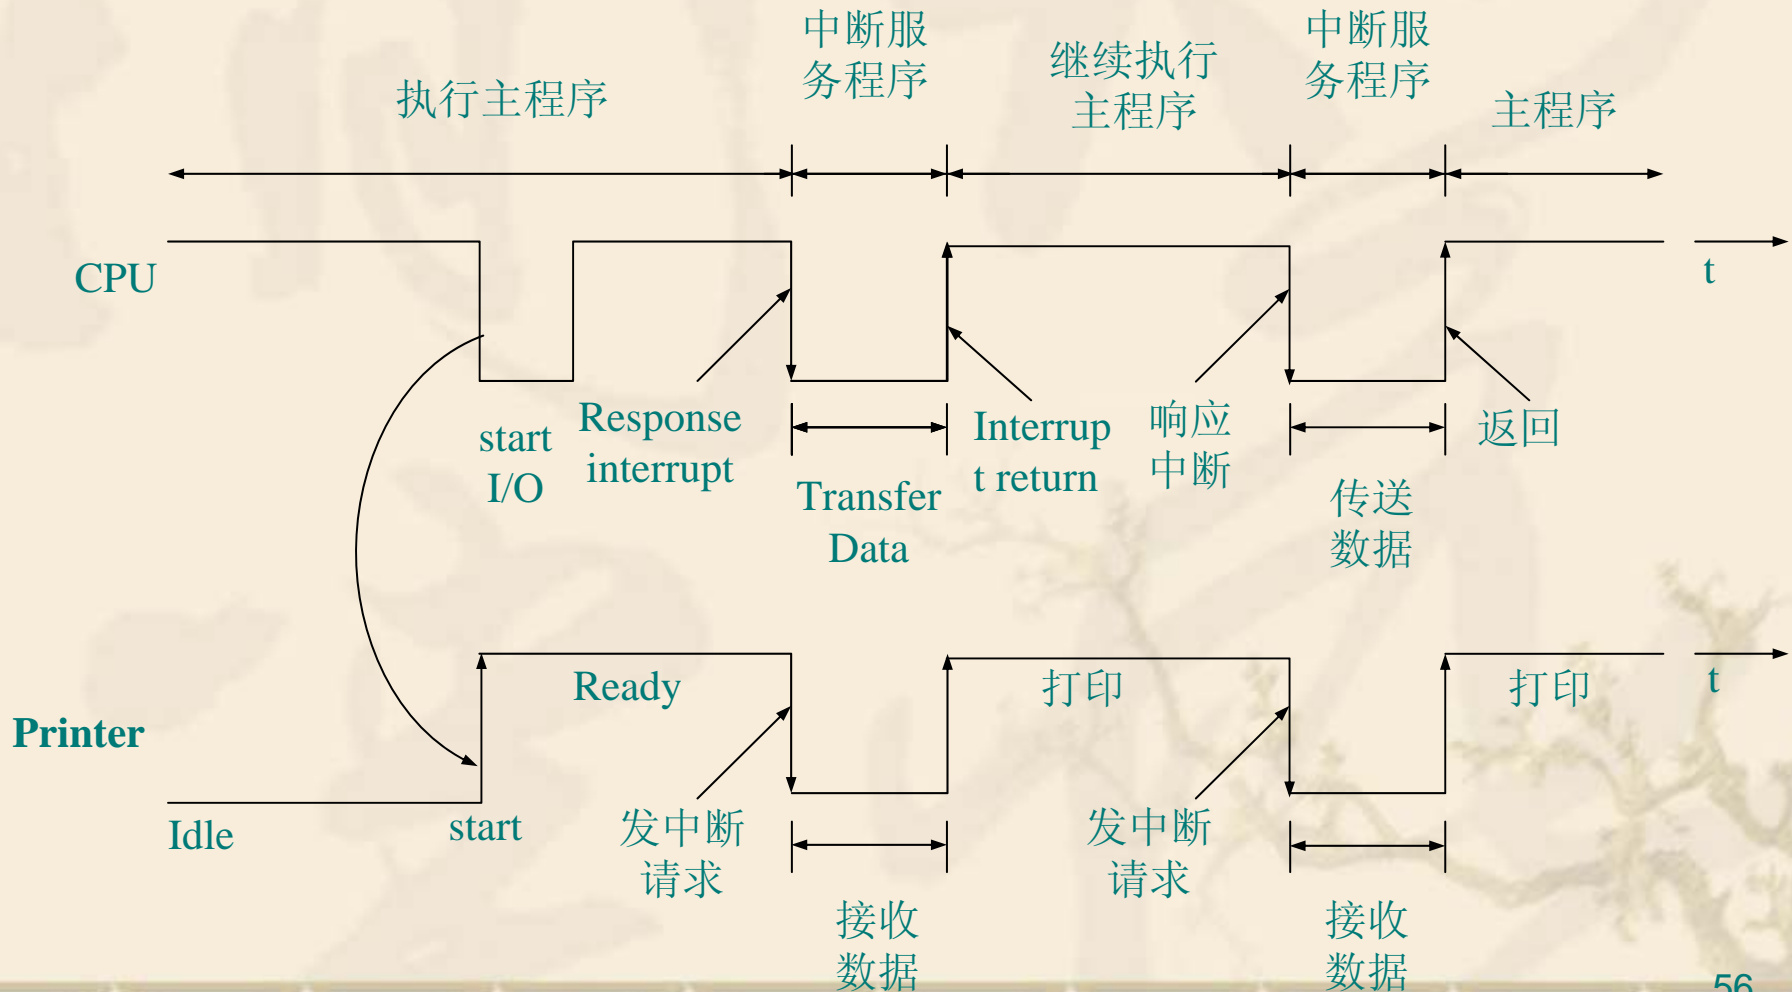 执行主程序
中断服
务程序
继续执行
主程序
中断服
务程序
主程序
CPU
t
start
I/O
Response
interrupt
Transfer
Data
Interrup
t return
响应
中断
传送
数据
返回
Printer
Idle
start
Ready
发中断
请求
接收
数据
打印
发中断
请求
接收
数据
打印
t
56